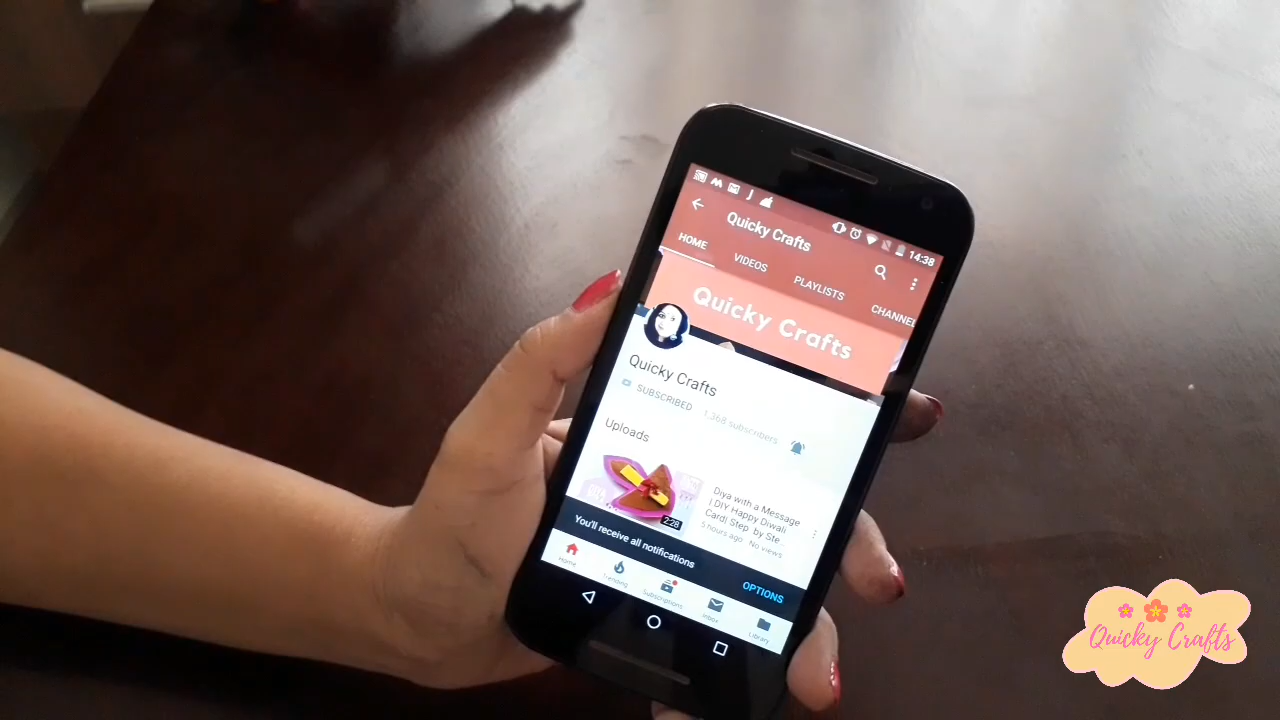 14:38
Quicky Crafts
HOME VIDEOS PLAYLISTS CHANNEL
Quicky Crafts
Quicky Crafts
SUBSCRIBED 1,368 subscribers
Uploads
Diya with a Message
| DIY Happy Diwali
Card| Step by Ste
5 hours ago · No views
2:28
You'll receive all notifications
OPTIONS
Home Trending Subscriptions Inbox Library
Quicky Crafts